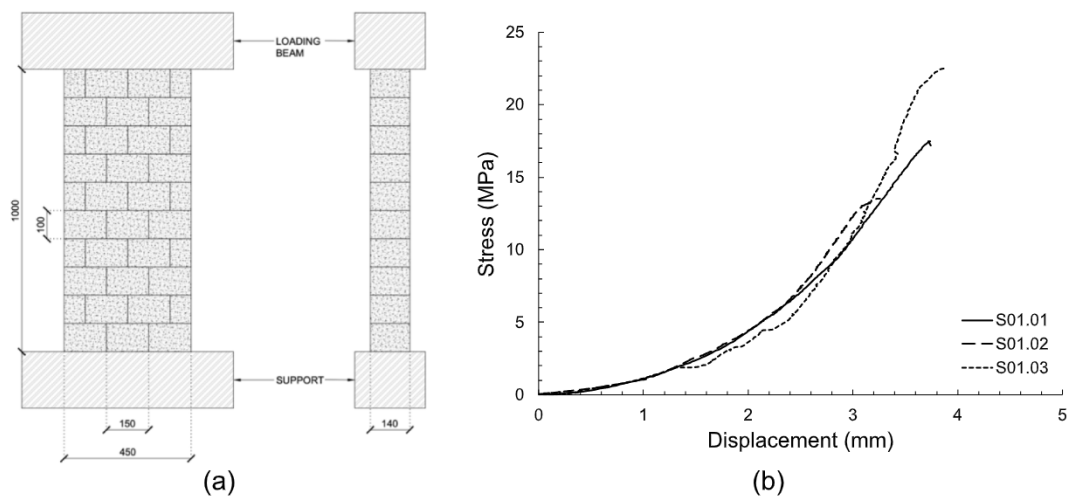 LOADING
BEAM
1000
100
SUPPORT
150
450
140
(a)
25
20
15
10
5
0
0
1
2
3
4
5
Stress (MPa)
Displacement (mm)
S01.01
S01.02
S01.03
(b)